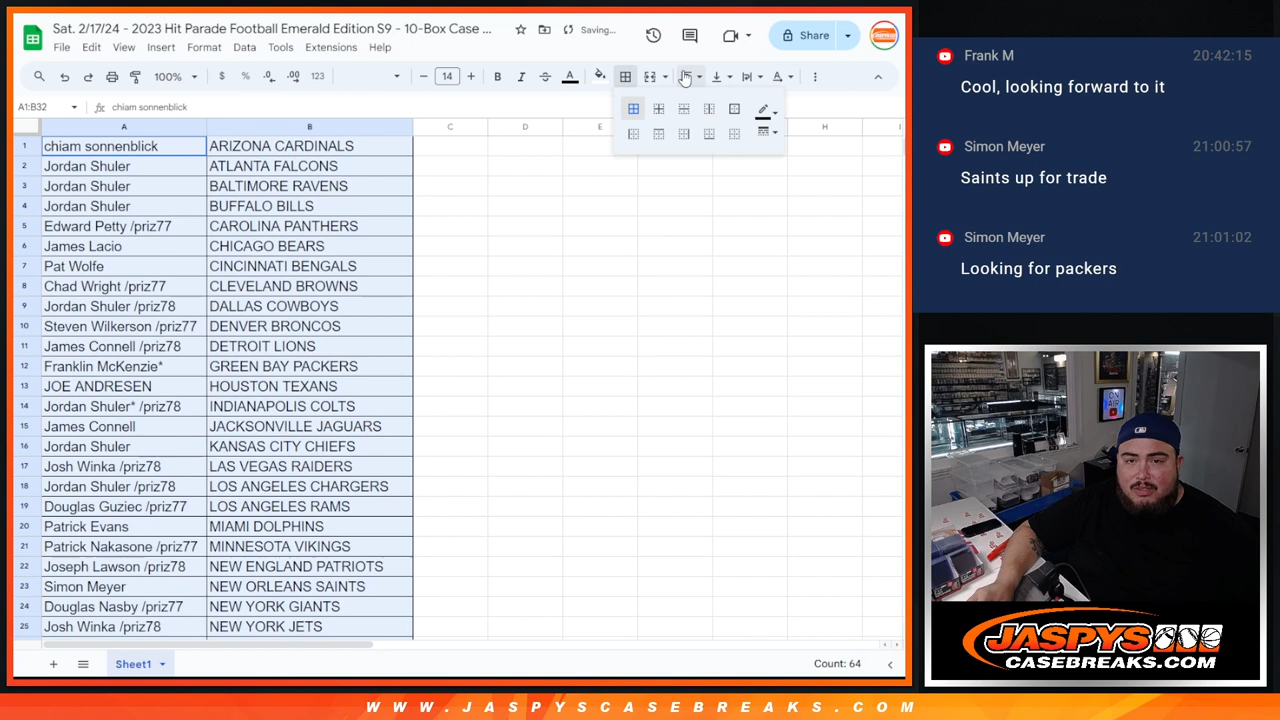 Sat. 2/17/24 - 2023 Hit Parade Football Emerald Edition S9 - 10-Box Case ...
Saving...
File Edit View Insert Format Data Tools Extensions Help
Share
100% $ % .0 .00 123 14 B I A
A1:B32 fx chiam sonnenblick
A B C D E H I
1 chiam sonnenblick ARIZONA CARDINALS
2 Jordan Shuler ATLANTA FALCONS
3 Jordan Shuler BALTIMORE RAVENS
4 Jordan Shuler BUFFALO BILLS
5 Edward Petty /priz77 CAROLINA PANTHERS
6 James Lacio CHICAGO BEARS
7 Pat Wolfe CINCINNATI BENGALS
8 Chad Wright /priz77 CLEVELAND BROWNS
9 Jordan Shuler /priz78 DALLAS COWBOYS
10 Steven Wilkerson /priz77 DENVER BRONCOS
11 James Connell /priz78 DETROIT LIONS
12 Franklin McKenzie* GREEN BAY PACKERS
13 JOE ANDRESEN HOUSTON TEXANS
14 Jordan Shuler* /priz78 INDIANAPOLIS COLTS
15 James Connell JACKSONVILLE JAGUARS
16 Jordan Shuler KANSAS CITY CHIEFS
17 Josh Winka /priz78 LAS VEGAS RAIDERS
18 Jordan Shuler /priz78 LOS ANGELES CHARGERS
19 Douglas Guziec /priz77 LOS ANGELES RAMS
20 Patrick Evans MIAMI DOLPHINS
21 Patrick Nakasone /priz77 MINNESOTA VIKINGS
22 Joseph Lawson /priz78 NEW ENGLAND PATRIOTS
23 Simon Meyer NEW ORLEANS SAINTS
24 Douglas Nasby /priz77 NEW YORK GIANTS
25 Josh Winka /priz78 NEW YORK JETS
Sheet1 Count: 64
Frank M 20:42:15
Cool, looking forward to it
Simon Meyer 21:00:57
Saints up for trade
Simon Meyer 21:01:02
Looking for packers
ON AIR
JASPYS
CASEBREAKS.COM
WWW.JASPYSCASEBREAKS.COM